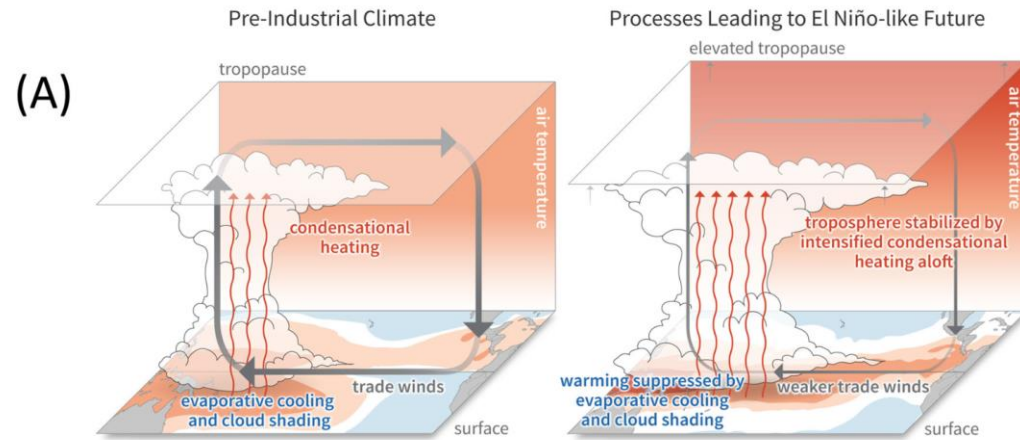 Pre-Industrial Climate
Processes Leading to El Niño-like Future
(A)
tropopause
air temperature
condensational
heating
evaporative cooling
and cloud shading
trade winds
surface
elevated tropopause
air temperature
troposphere stabilized by
intensified condensational
heating aloft
warming suppressed by
evaporative cooling
and cloud shading
weaker trade winds
surface